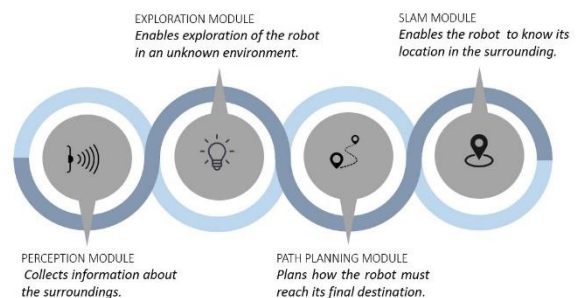 EXPLORATION MODULE
Enables exploration of the robot
in an unknown environment.
SLAM MODULE
Enables the robot to know its
location in the surrounding.
PERCEPTION MODULE
Collects information about
the surroundings.
PATH PLANNING MODULE
Plans how the robot must
reach its final destination.